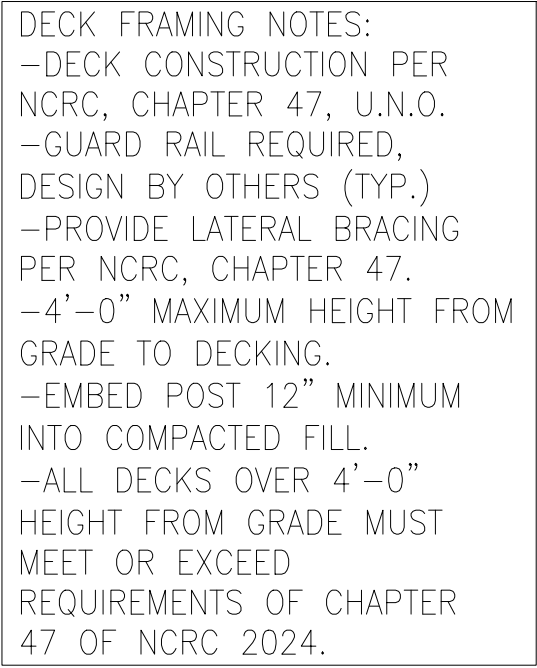 DECK FRAMING NOTES:
-DECK CONSTRUCTION PER
NCRC, CHAPTER 47, U.N.O.
-GUARD RAIL REQUIRED,
DESIGN BY OTHERS (TYP.)
-PROVIDE LATERAL BRACING
PER NCRC, CHAPTER 47.
-4'-0" MAXIMUM HEIGHT FROM
GRADE TO DECKING.
-EMBED POST 12" MINIMUM
INTO COMPACTED FILL.
-ALL DECKS OVER 4'-0"
HEIGHT FROM GRADE MUST
MEET OR EXCEED
REQUIREMENTS OF CHAPTER
47 OF NCRC 2024.